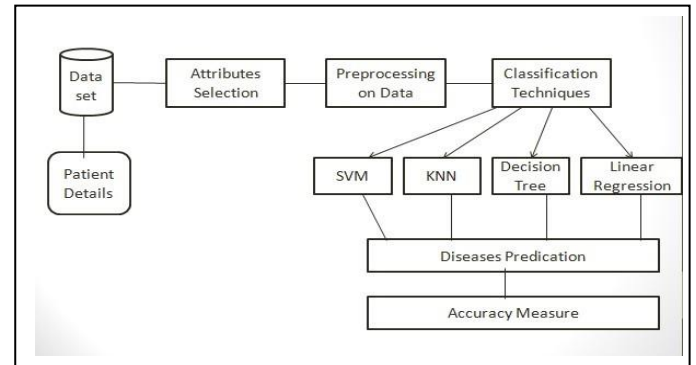 Data
set
Attributes
Selection
Preprocessing
on Data
Classification
Techniques
Patient
Details
SVM
KNN
Decision
Tree
Linear
Regression
Diseases Predication
Accuracy Measure